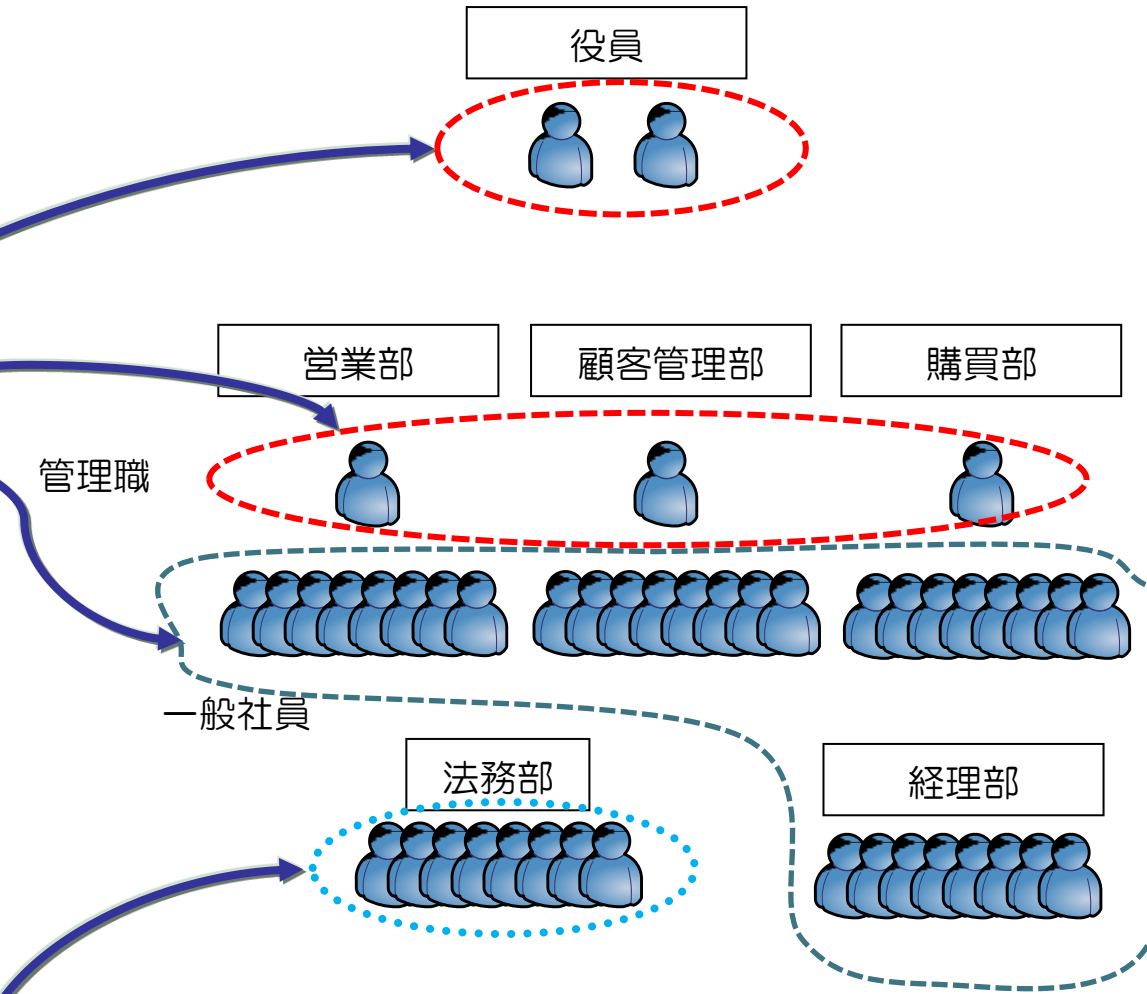 役員
営業部
顧客管理部
購買部
管理職
一般社員
法務部
経理部